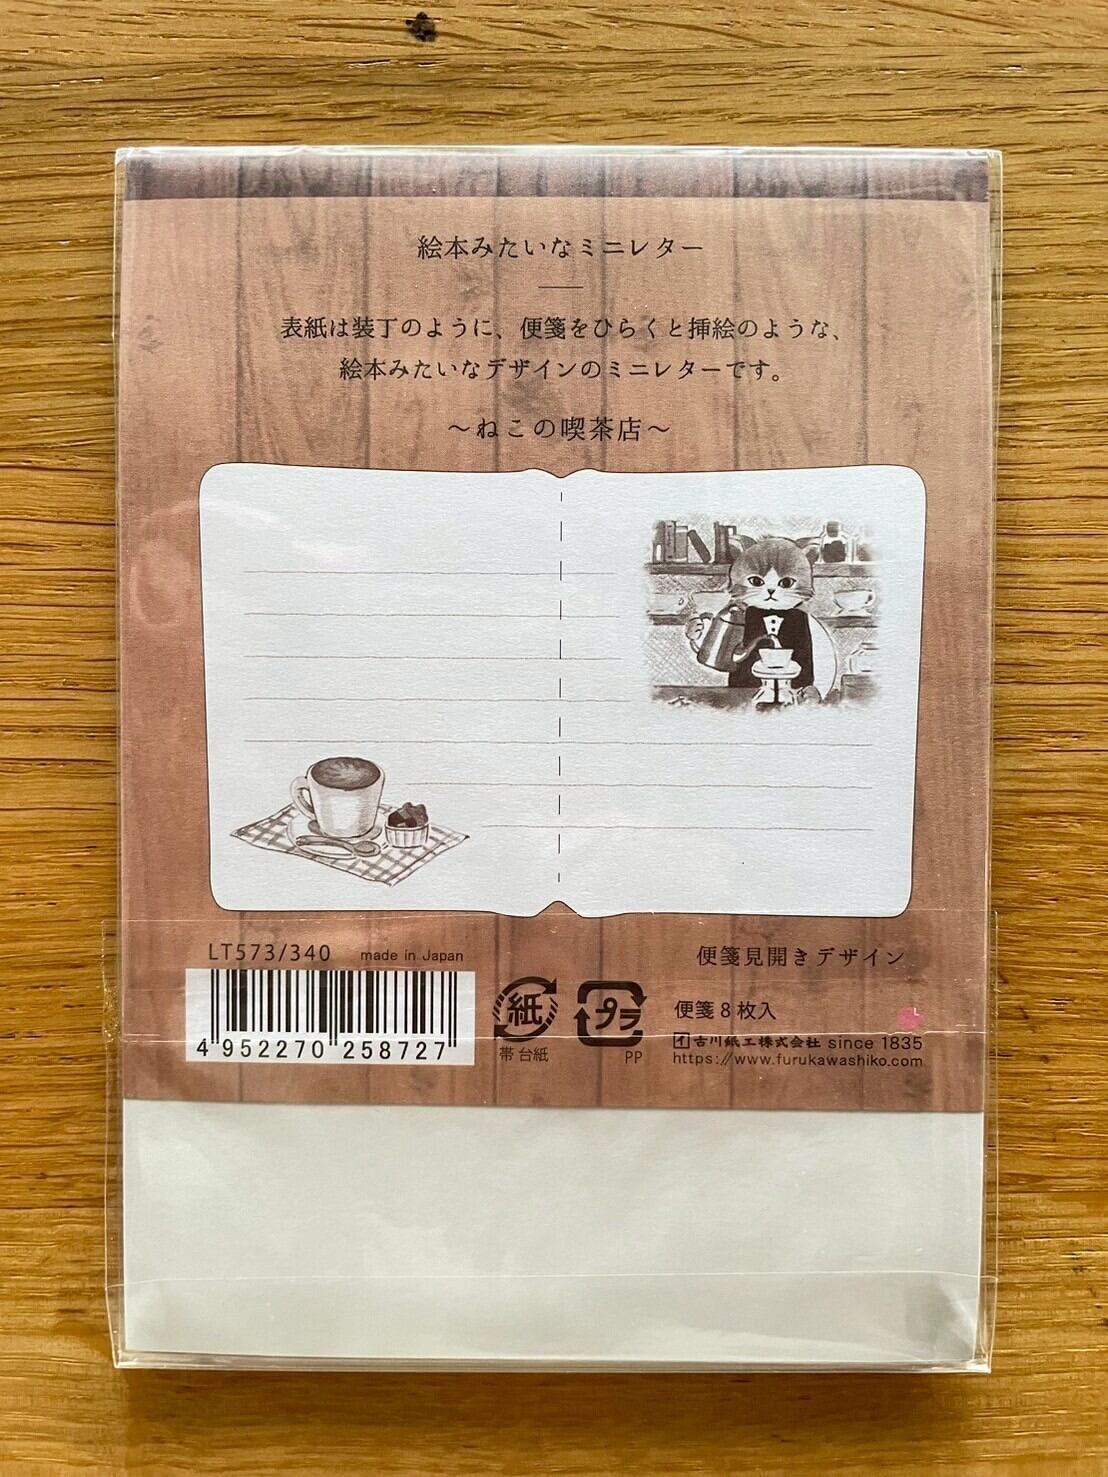 絵本みたいなミニレター
表紙は装丁のように、便箋をひらくと挿絵のような、
絵本みたいなデザインのミニレターです。
～ねこの喫茶店～
LT573/340 made in Japan
便箋見開きデザイン
4 952270 258727
紙
帯 台紙
プラ
PP
便箋8枚入
古川紙工株式会社 since 1835
https://www.furukawashiko.com